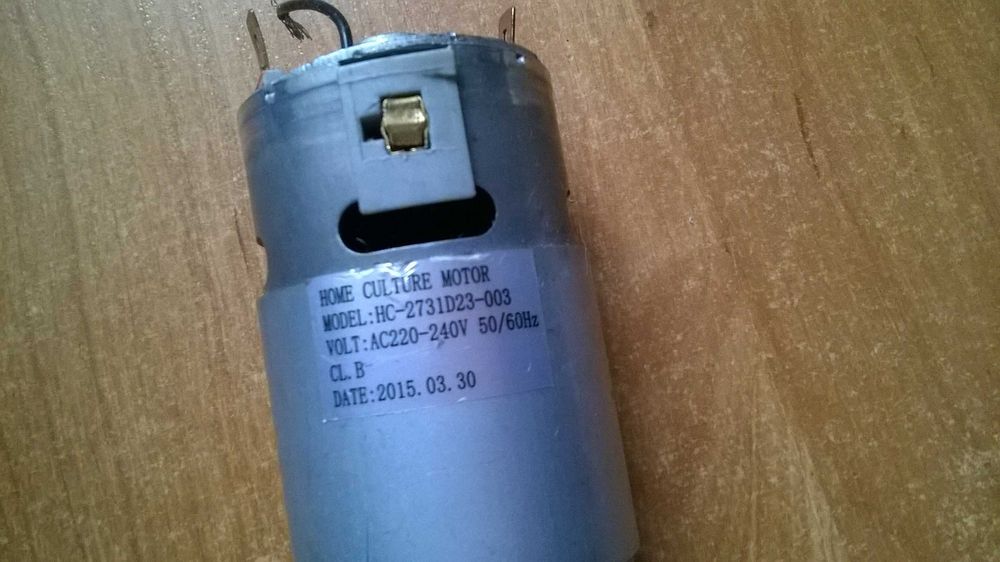 HOME CULTURE MOTOR
MODEL:HC-2731D23-003
VOLT:AC220-240V 50/60Hz
CL.B
DATE:2015.03.30